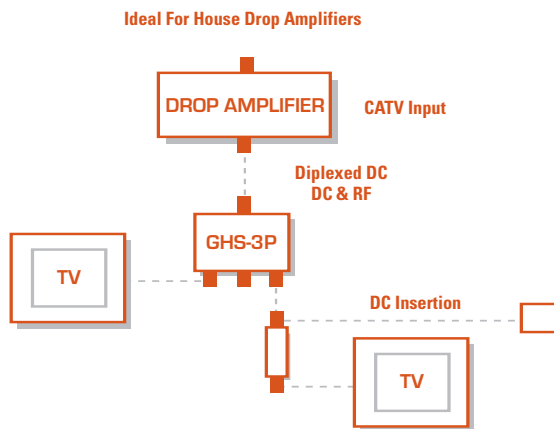 Ideal For House Drop Amplifiers
DROP AMPLIFIER
CATV Input
Diplexed DC
DC & RF
GHS-3P
TV
DC Insertion
TV